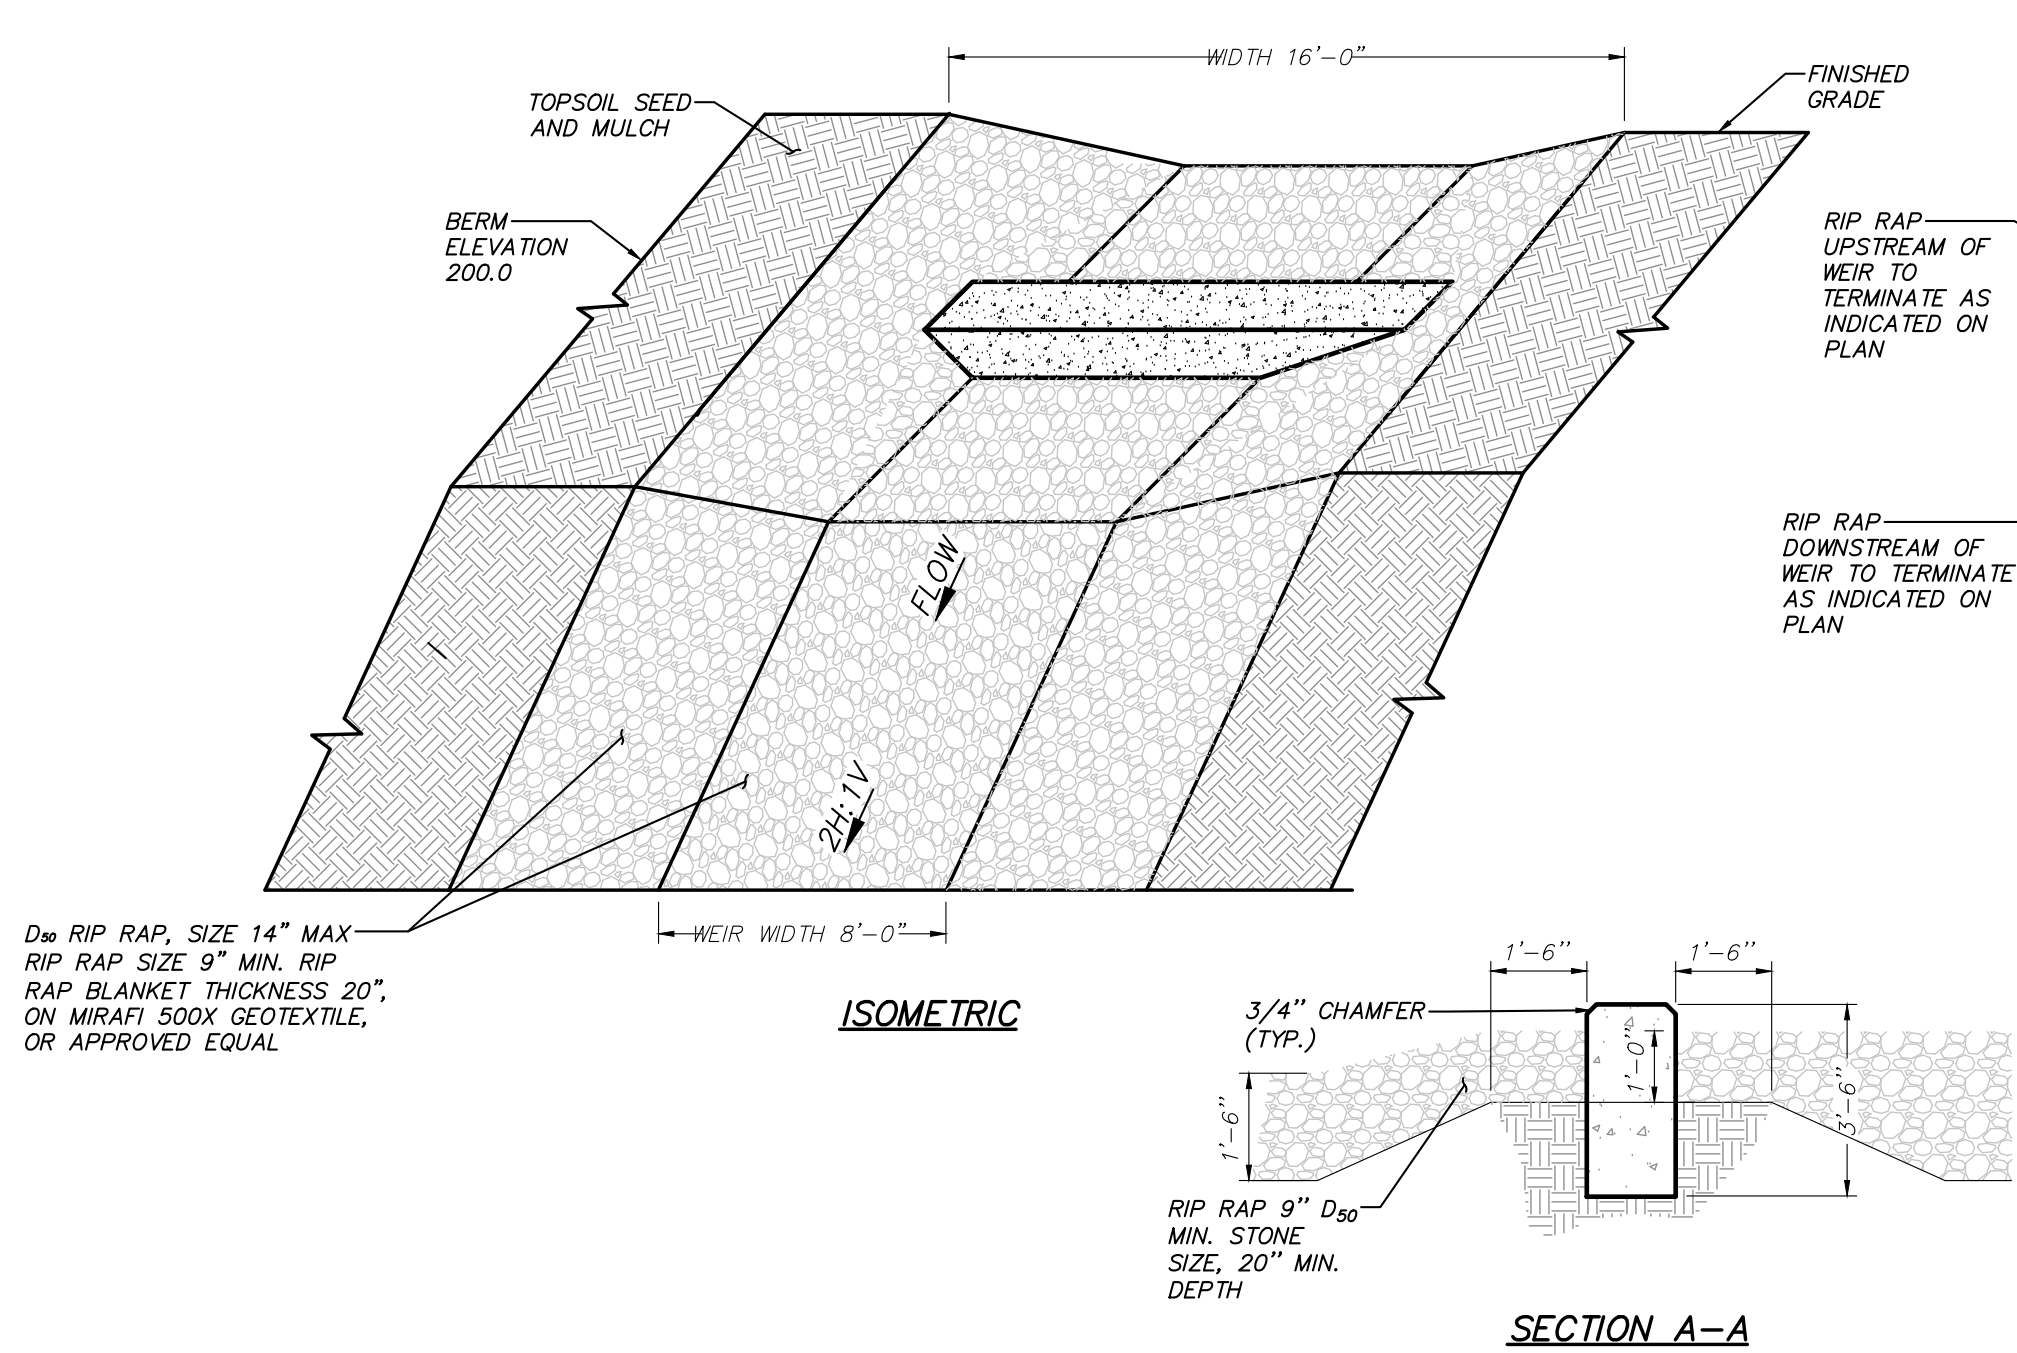 WIDTH 16'-0"
TOPSOIL SEED
AND MULCH
FINISHED
GRADE
BERM
ELEVATION
200.0
RIP RAP
UPSTREAM OF
WEIR TO
TERMINATE AS
INDICATED ON
PLAN
RIP RAP
DOWNSTREAM OF
WEIR TO TERMINATE
AS INDICATED ON
PLAN
FLOW
2H:1V
D50 RIP RAP, SIZE 14" MAX
RIP RAP SIZE 9" MIN. RIP
RAP BLANKET THICKNESS 20",
ON MIRAFI 500X GEOTEXTILE,
OR APPROVED EQUAL
WEIR WIDTH 8'-0"
ISOMETRIC
1'-6"
1'-6"
3/4" CHAMFER
(TYP.)
1'-0"
3'-6"
1'-6"
RIP RAP 9" D50
MIN. STONE
SIZE, 20" MIN.
DEPTH
SECTION A-A